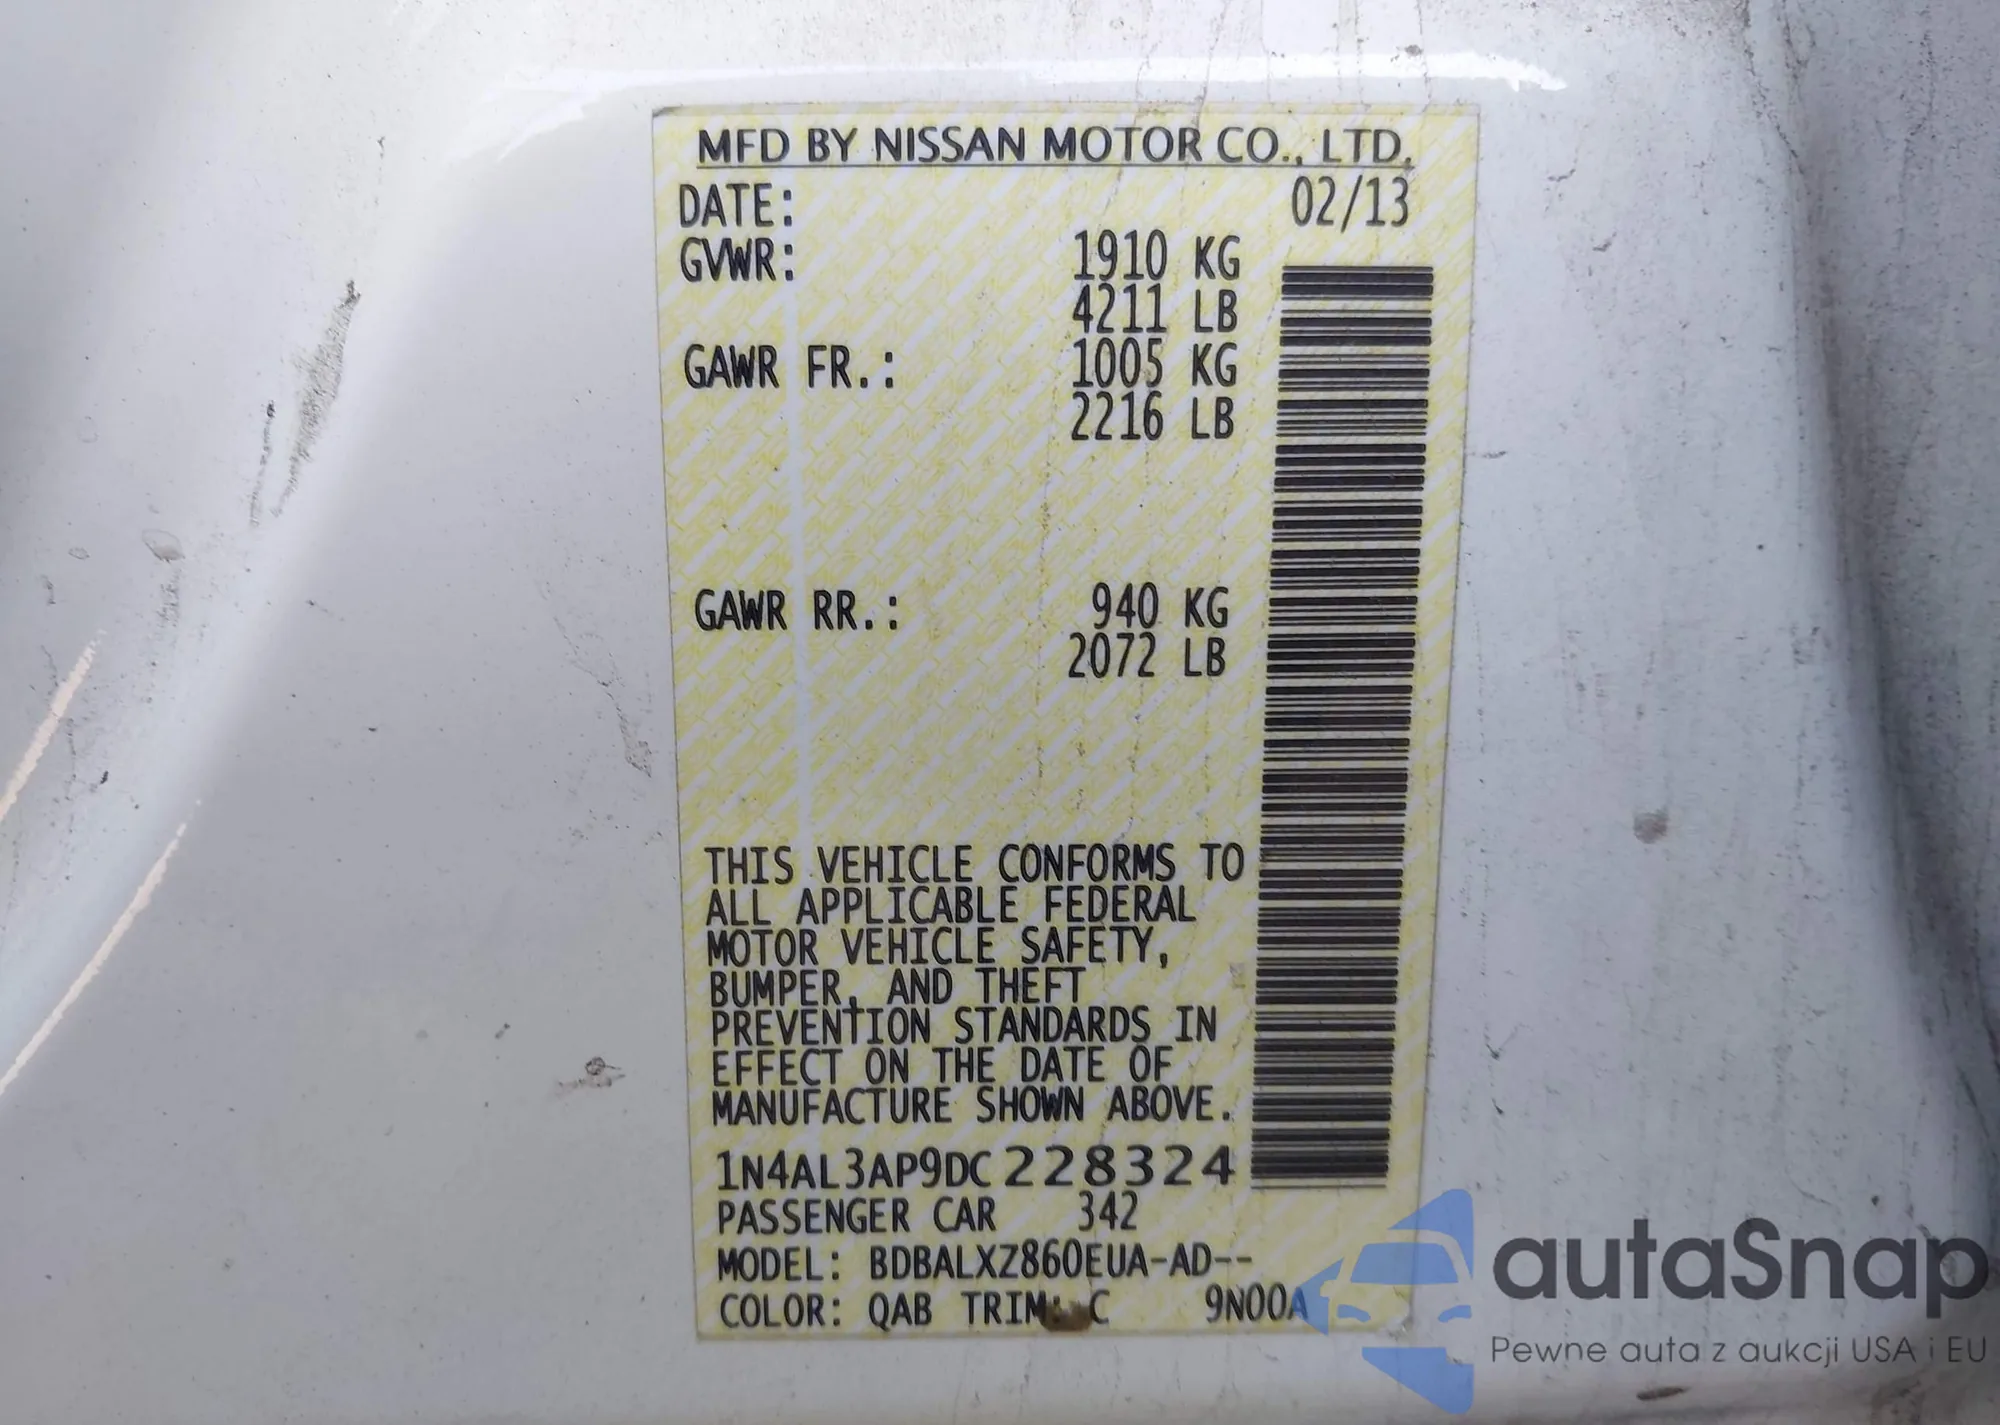 MFD BY NISSAN MOTOR CO., LTD.
DATE: 02/13
GVWR: 1910 KG
4211 LB
GAWR FR.: 1005 KG
2216 LB
GAWR RR.: 940 KG
2072 LB
THIS VEHICLE CONFORMS TO
ALL APPLICABLE FEDERAL
MOTOR VEHICLE SAFETY,
BUMPER, AND THEFT
PREVENTION STANDARDS IN
EFFECT ON THE DATE OF
MANUFACTURE SHOWN ABOVE.
1N4AL3AP9DC228324
PASSENGER CAR 342
MODEL: BDBALXZ860EUA-AD--
COLOR: QAB TRIM: C 9N00A
autaSnap
Pewne auta z aukcji USA i EU